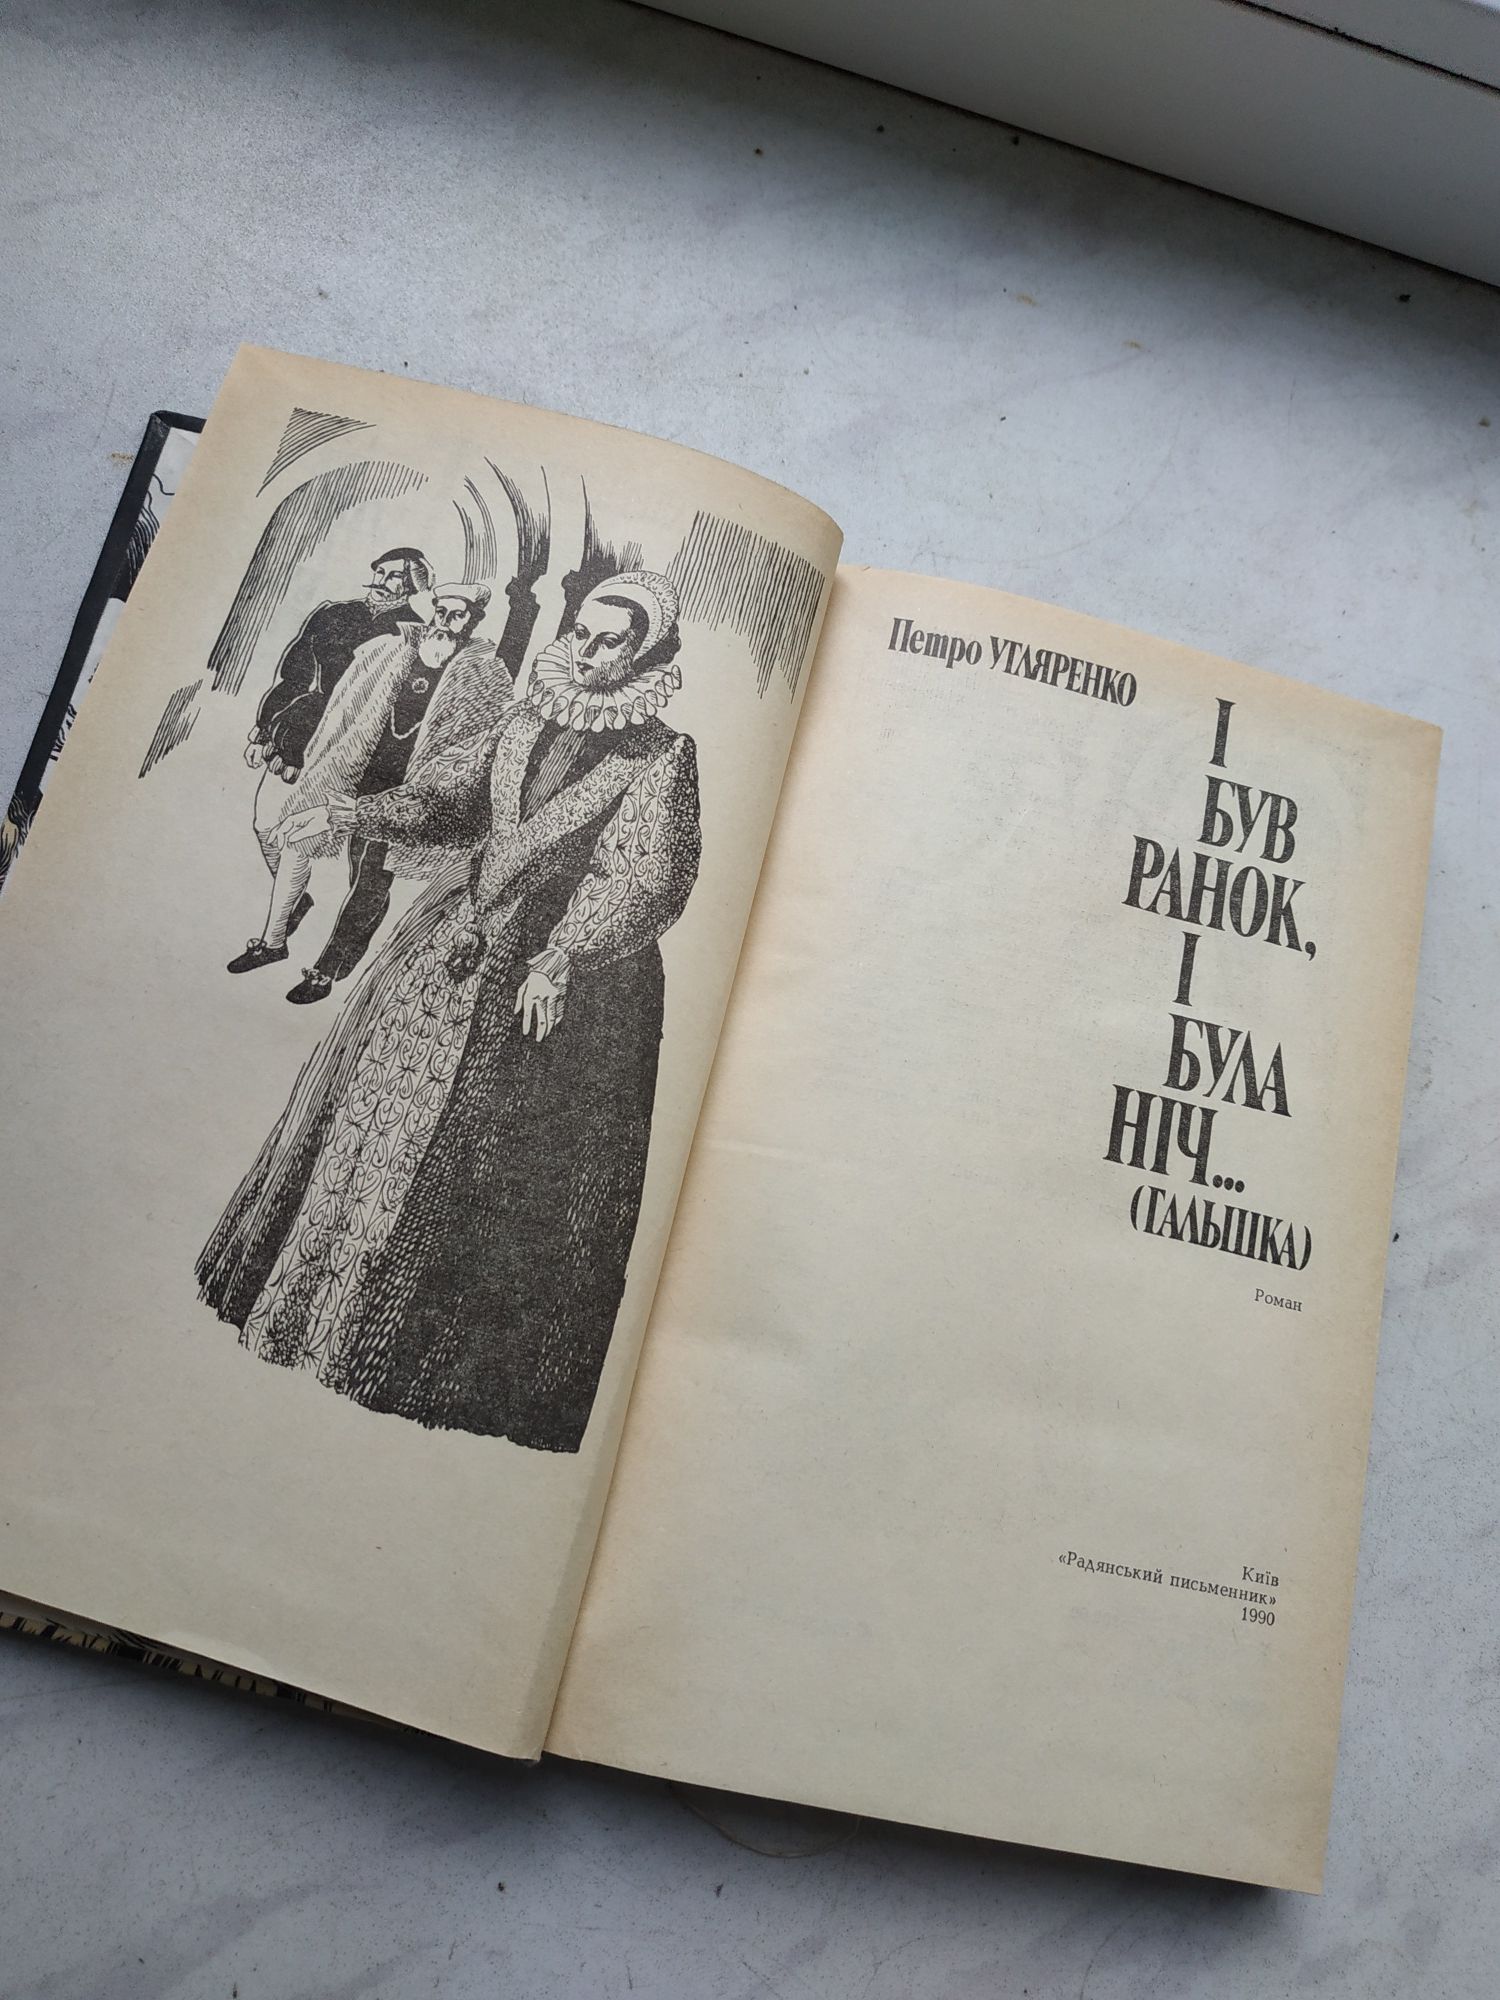 Петро УГЛЯРЕНКО
І
БУВ
РАНОК,
І
БУЛА
НІЧ...
(ГАЛЬШКА)
Роман
Київ
«Радянський письменник»
1990